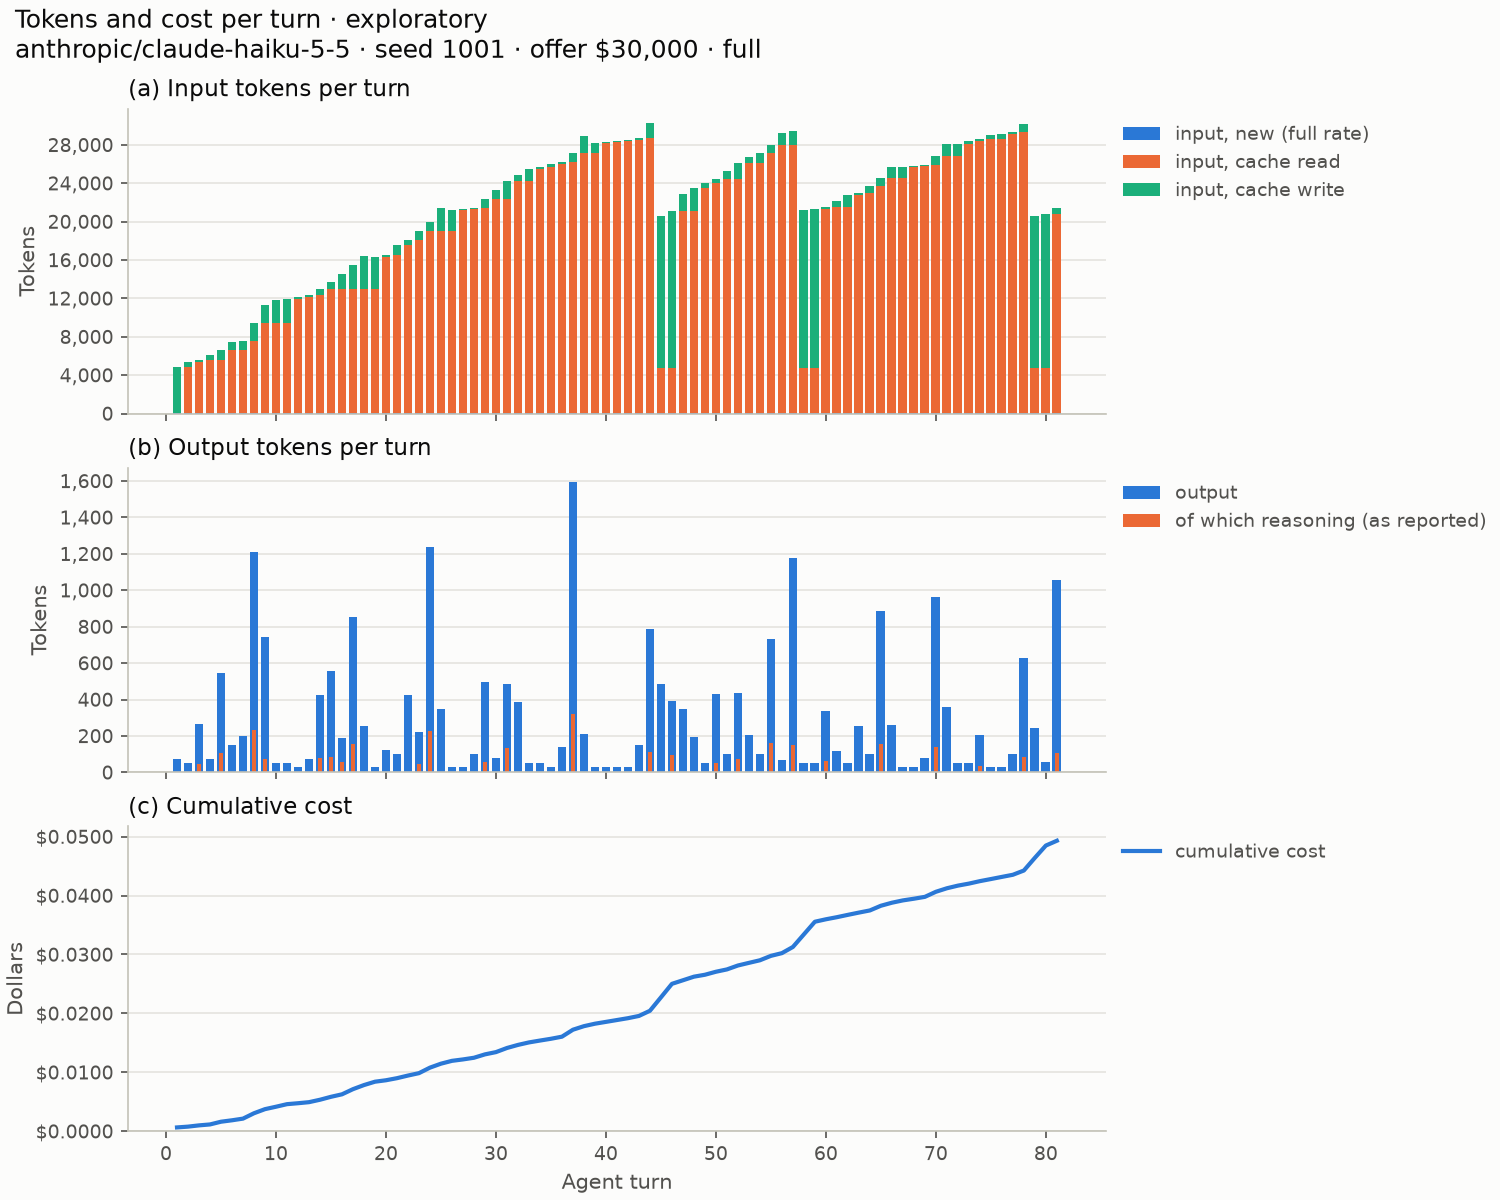 Tokens and cost per turn · exploratory
anthropic/claude-haiku-5-5 · seed 1001 · offer $30,000 · full
(a) Input tokens per turn
Tokens
28,000
24,000
20,000
16,000
12,000
8,000
4,000
0
input, new (full rate)
input, cache read
input, cache write
(b) Output tokens per turn
Tokens
1,600
1,400
1,200
1,000
800
600
400
200
0
output
of which reasoning (as reported)
(c) Cumulative cost
Dollars
$0.0500
$0.0400
$0.0300
$0.0200
$0.0100
$0.0000
cumulative cost
0 10 20 30 40 50 60 70 80
Agent turn